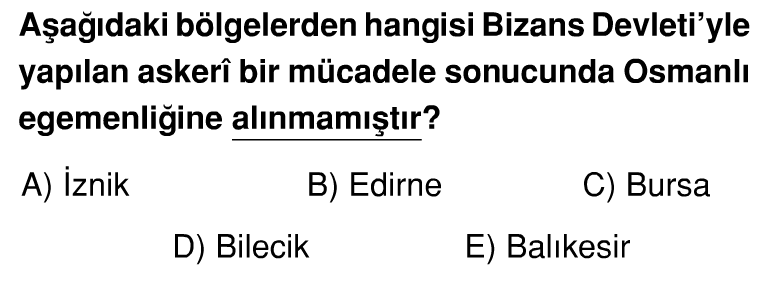 Aşağıdaki bölgelerden hangisi Bizans Devleti’yle
yapılan askerî bir mücadele sonucunda Osmanlı
egemenliğine alınmamıştır?
A) İznik B) Edirne C) Bursa
D) Bilecik E) Balıkesir